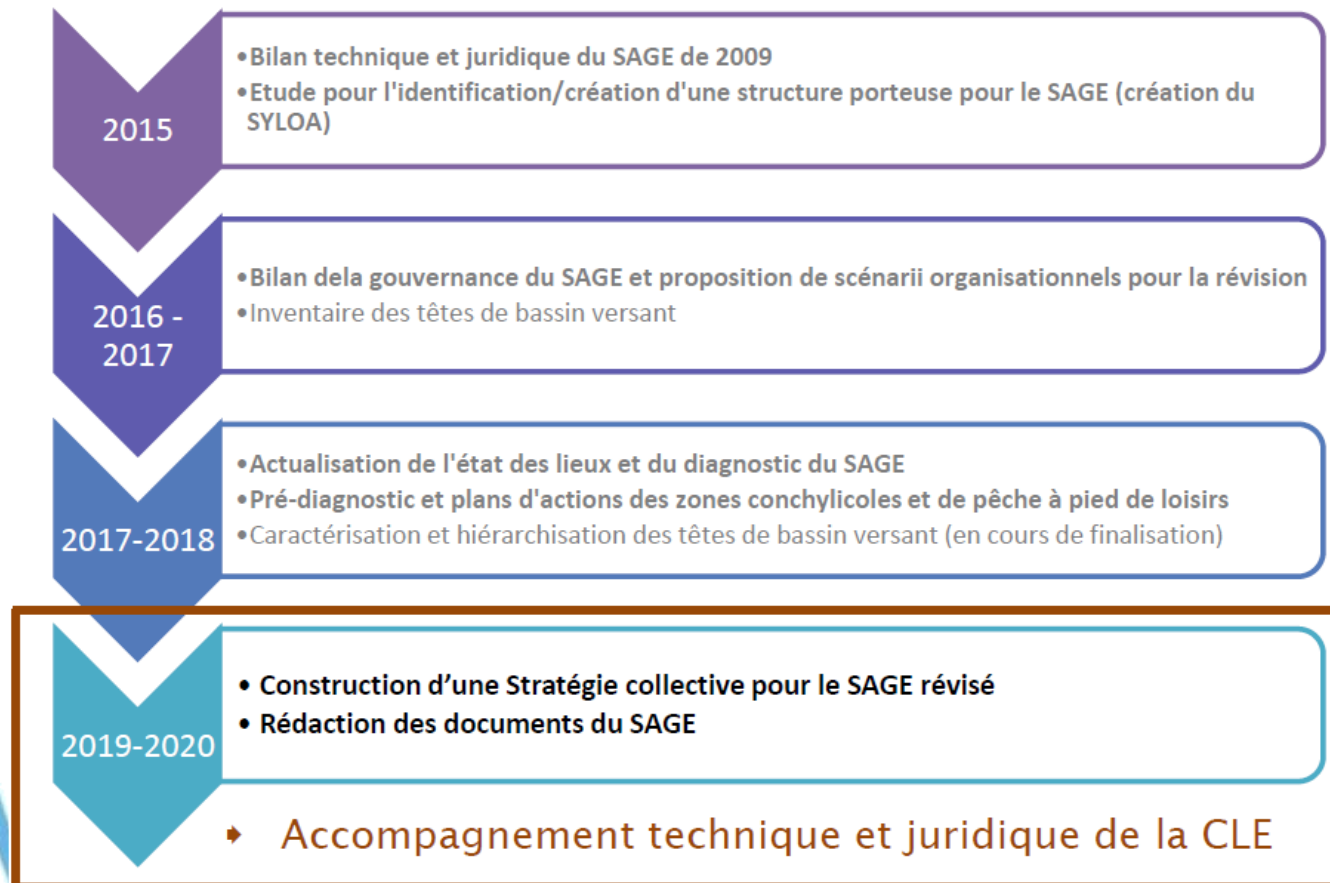 2015
•Bilan technique et juridique du SAGE de 2009
•Etude pour l'identification/création d'une structure porteuse pour le SAGE (création du
SYLOA)
2016 -
2017
•Bilan dela gouvernance du SAGE et proposition de scénarii organisationnels pour la révision
•Inventaire des têtes de bassin versant
2017-2018
•Actualisation de l'état des lieux et du diagnostic du SAGE
•Pré-diagnostic et plans d'actions des zones conchylicoles et de pêche à pied de loisirs
•Caractérisation et hiérarchisation des têtes de bassin versant (en cours de finalisation)
2019-2020
• Construction d’une Stratégie collective pour le SAGE révisé
• Rédaction des documents du SAGE
➧ Accompagnement technique et juridique de la CLE